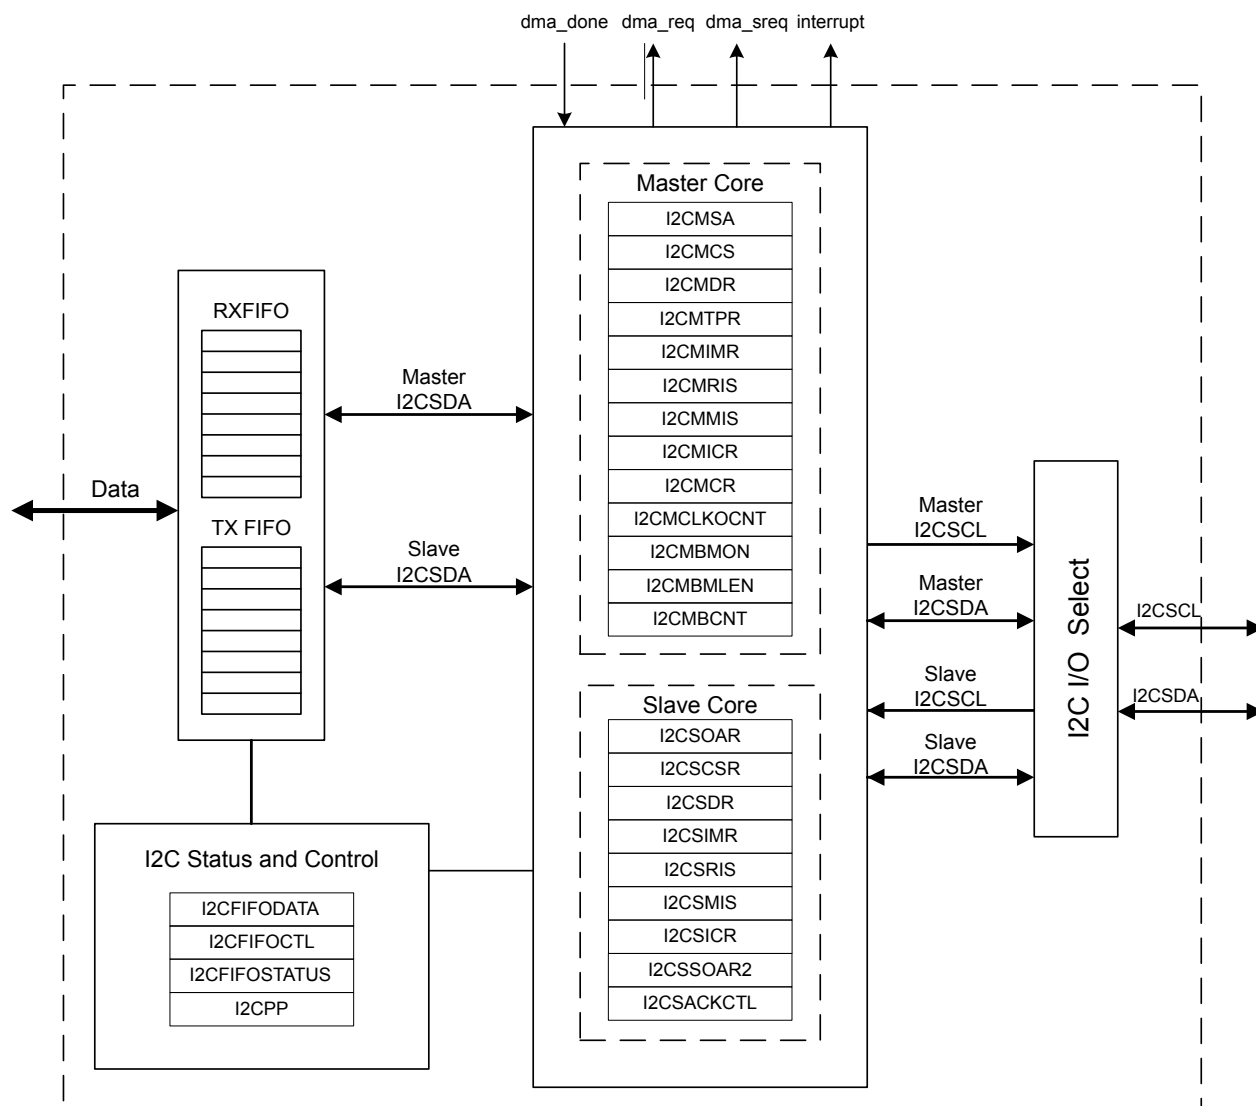 dma_done dma_req dma_sreq interrupt
Master Core
I2CMSA
I2CMCS
I2CMDR
I2CMTPR
I2CMIMR
I2CMRIS
I2CMMIS
I2CMICR
I2CMCR
I2CMCLKOCNT
I2CMBMON
I2CMBMLEN
I2CMBCNT
Slave Core
I2CSOAR
I2CSCSR
I2CSDR
I2CSIMR
I2CSRIS
I2CSMIS
I2CSICR
I2CSSOAR2
I2CSACKCTL
RXFIFO
TX FIFO
Data
Master
I2CSDA
Slave
I2CSDA
I2C Status and Control
I2CFIFODATA
I2CFIFOCTL
I2CFIFOSTATUS
I2CPP
Master
I2CSCL
Master
I2CSDA
Slave
I2CSCL
Slave
I2CSDA
I2C I/O Select
I2CSCL
I2CSDA